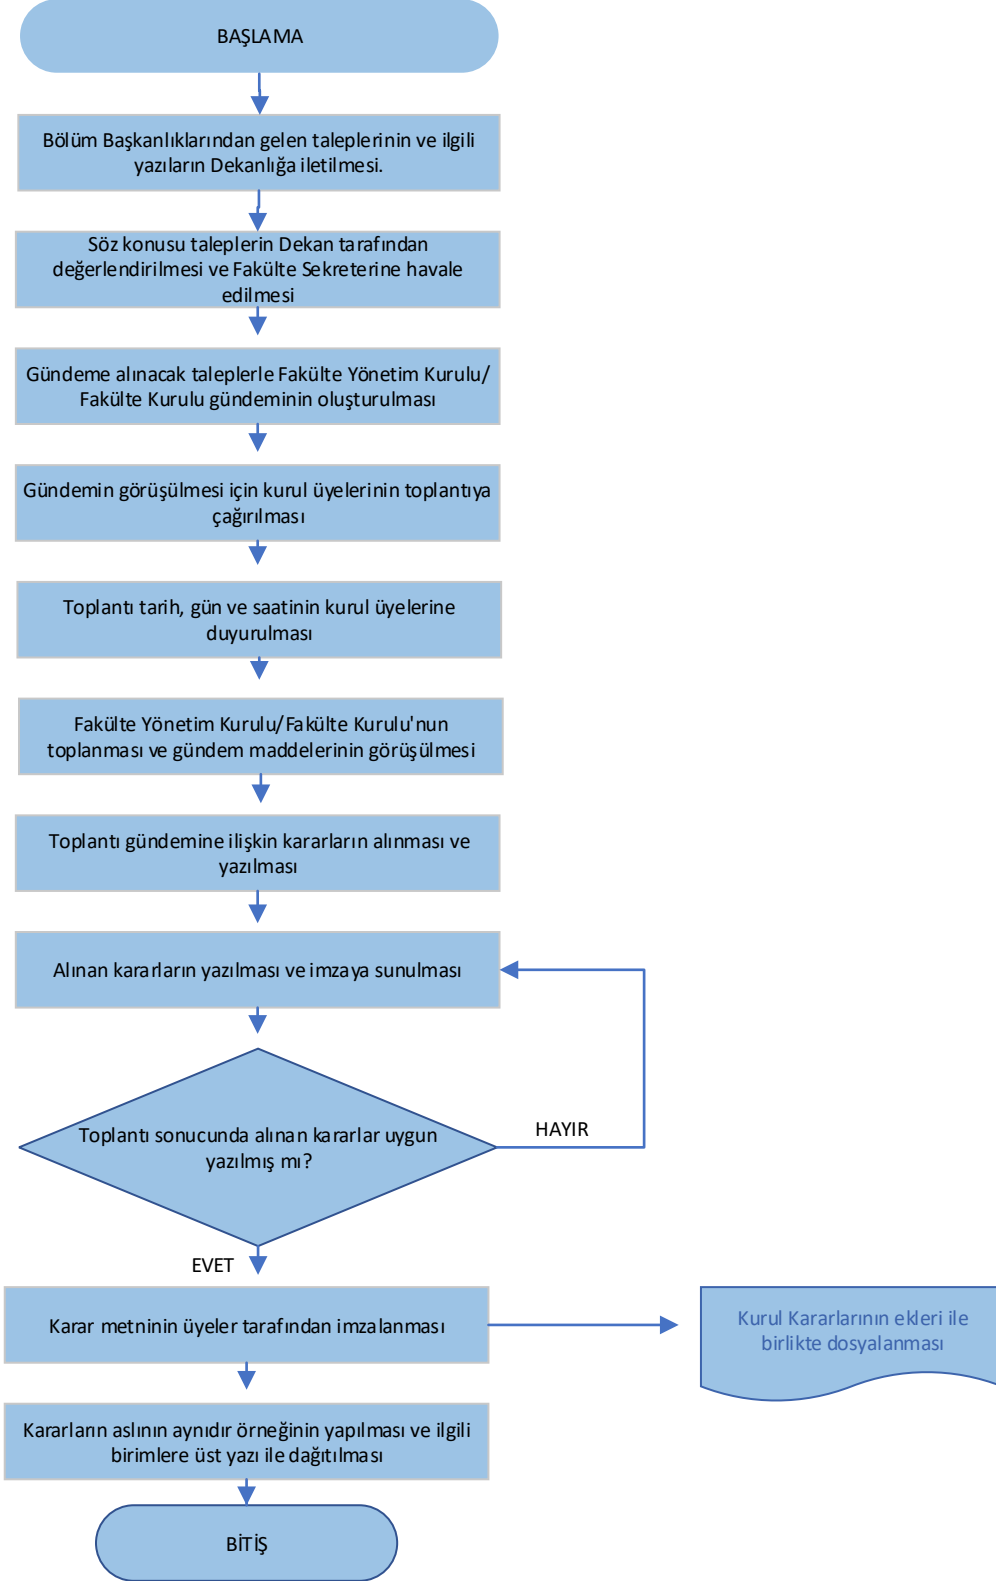 BAŞLAMA
Bölüm Başkanlıklarından gelen taleplerinin ve ilgili
yazıların Dekanlığa iletilmesi.
Söz konusu taleplerin Dekan tarafından
değerlendirilmesi ve Fakülte Sekreterine havale
edilmesi
Gündeme alınacak taleplerle Fakülte Yönetim Kurulu/
Fakülte Kurulu gündeminin oluşturulması
Gündemin görüşülmesi için kurul üyelerinin toplantıya
çağırılması
Toplantı tarih, gün ve saatinin kurul üyelerine
duyurulması
Fakülte Yönetim Kurulu/Fakülte Kurulu'nun
toplanması ve gündem maddelerinin görüşülmesi
Toplantı gündemine ilişkin kararların alınması ve
yazılması
Alınan kararların yazılması ve imzaya sunulması
Toplantı sonucunda alınan kararlar uygun
yazılmış mı?
HAYIR
EVET
Karar metninin üyeler tarafından imzalanması
Kurul Kararlarının ekleri ile
birlikte dosyalanması
Kararların aslının aynıdır örneğinin yapılması ve ilgili
birimlere üst yazı ile dağıtılması
BİTİŞ